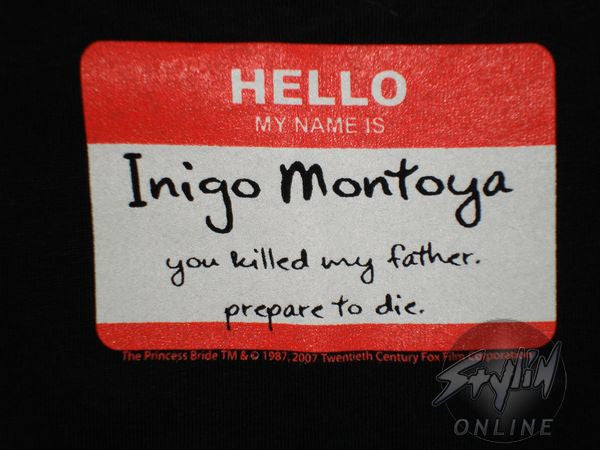 HELLO
MY NAME IS
Inigo Montoya
you killed my father.
prepare to die.
The Princess Bride TM & © 1987, 2007 Twentieth Century Fox Film Corporation
Stylin
ONLINE